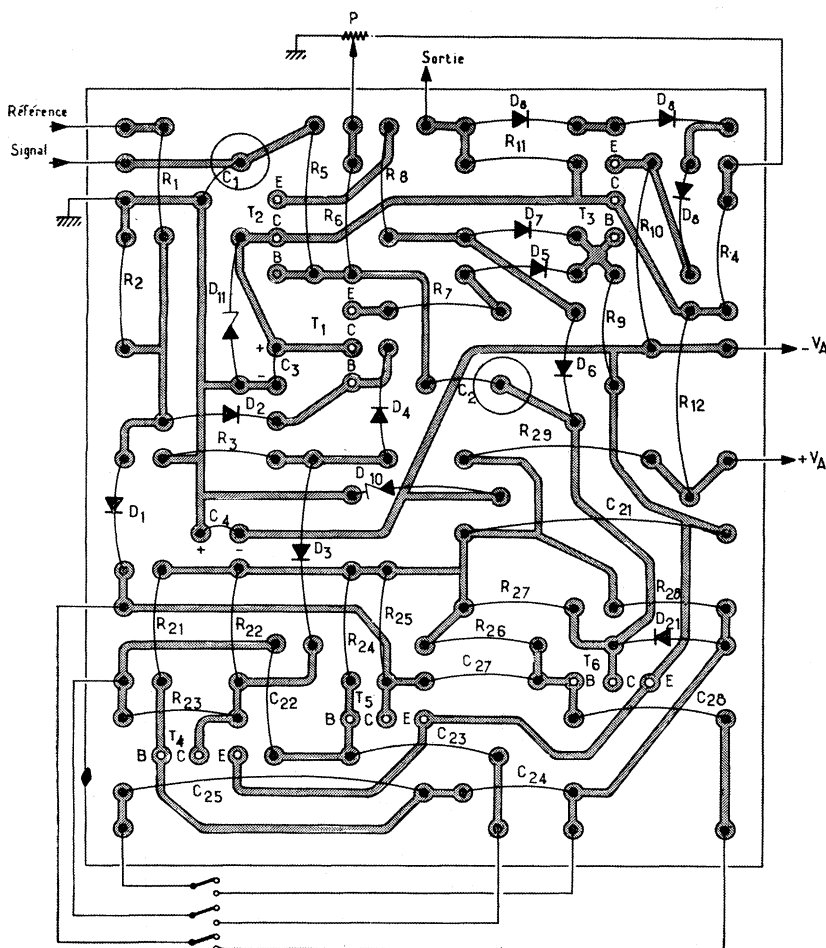 P
Sortie
Référence
Signal
D8 D8
R11
R1 C1 R5 R8 E
T2 E R6 C D8
C D7 T3 B R10 R4
B D5
R2 D11 E R7
T1 C R9
+ C3 -VA
- B C2 D6
D2 D4 R12
R3 R29
D10 +VA
D1 C4 C21
+ - D3
R21 R22 R24 R25 R27 R28
R26 D21
R23 C22 T5 C27 T6
B C E B C E C28
T4
B C E C23
C25 C24